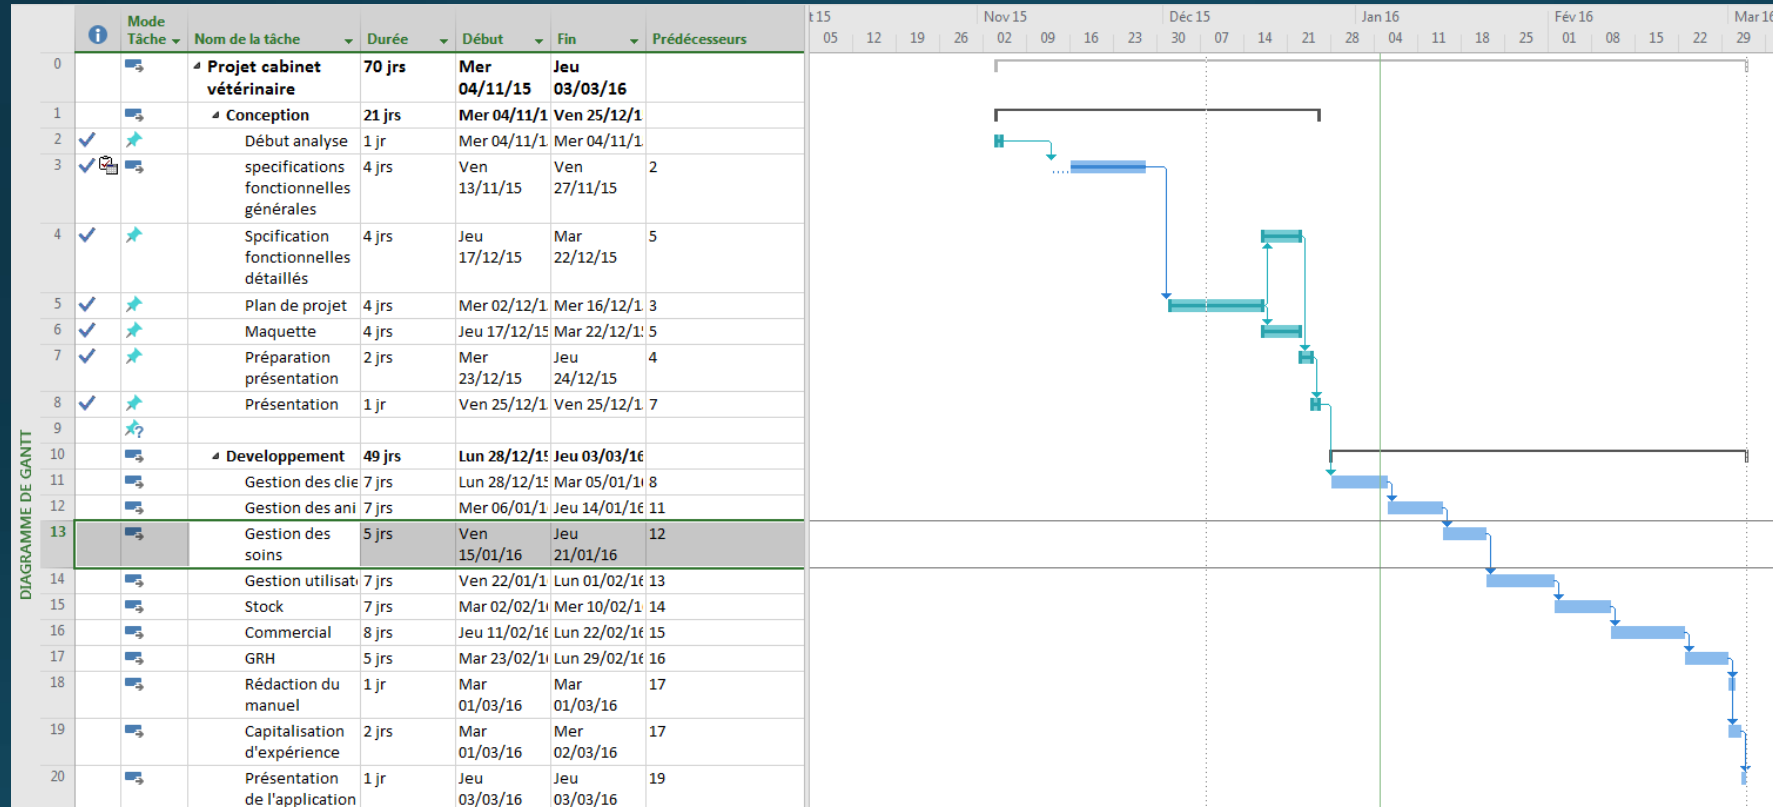 t 15 Nov 15 Déc 15 Jan 16 Fév 16 Mar 16
05 12 19 26 02 09 16 23 30 07 14 21 28 04 11 18 25 01 08 15 22 29
Mode
Tâche Nom de la tâche Durée Début Fin Prédécesseurs
0 Projet cabinet 70 jrs Mer Jeu
vétérinaire 04/11/15 03/03/16
1 Conception 21 jrs Mer 04/11/1 Ven 25/12/1
2 Début analyse 1 jr Mer 04/11/1 Mer 04/11/1
3 specifications 4 jrs Ven Ven 2
fonctionnelles 13/11/15 27/11/15
générales
4 Spcification 4 jrs Jeu Mar 5
fonctionnelles 17/12/15 22/12/15
détaillés
5 Plan de projet 4 jrs Mer 02/12/1 Mer 16/12/1 3
6 Maquette 4 jrs Jeu 17/12/15 Mar 22/12/1 5
7 Préparation 2 jrs Mer Jeu 4
présentation 23/12/15 24/12/15
8 Présentation 1 jr Ven 25/12/1 Ven 25/12/1 7
9 ?
10 Developpement 49 jrs Lun 28/12/15 Jeu 03/03/16
11 Gestion des clie 7 jrs Lun 28/12/15 Mar 05/01/1 8
12 Gestion des ani 7 jrs Mer 06/01/1 Jeu 14/01/16 11
13 Gestion des 5 jrs Ven Jeu 12
soins 15/01/16 21/01/16
14 Gestion utilisat 7 jrs Ven 22/01/1 Lun 01/02/16 13
15 Stock 7 jrs Mar 02/02/1 Mer 10/02/1 14
16 Commercial 8 jrs Jeu 11/02/16 Lun 22/02/16 15
17 GRH 5 jrs Mar 23/02/1 Lun 29/02/16 16
18 Rédaction du 1 jr Mar Mar 17
manuel 01/03/16 01/03/16
19 Capitalisation 2 jrs Mar Mer 17
d'expérience 01/03/16 02/03/16
20 Présentation 1 jr Jeu Jeu 19
de l'application 03/03/16 03/03/16
DIAGRAMME DE GANTT